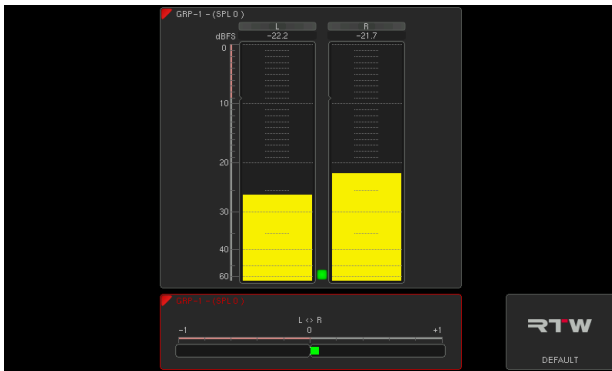 GRP-1 - (SPL 0 )
L R
dBFS -22.2 -21.7
0
10
20
30
40
60
GRP-1 - (SPL 0 )
L <> R
-1 0 +1
RTW
DEFAULT